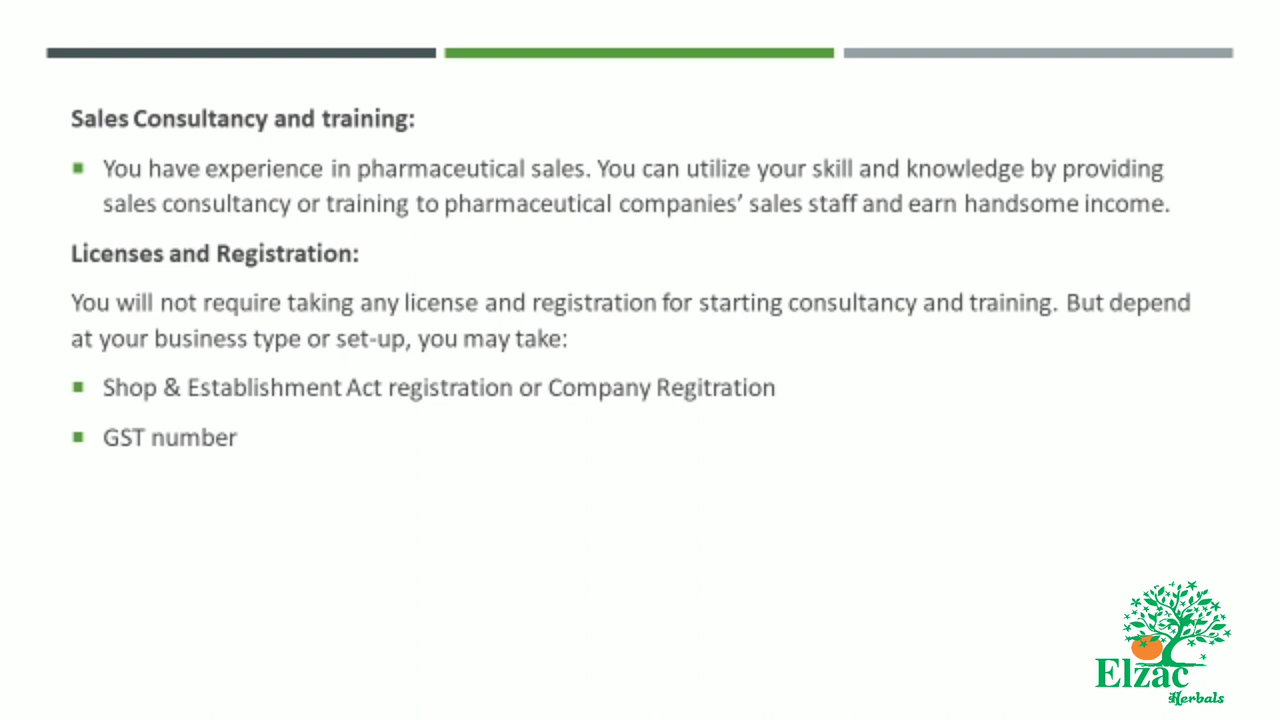 Sales Consultancy and training:
You have experience in pharmaceutical sales. You can utilize your skill and knowledge by providing
sales consultancy or training to pharmaceutical companies’ sales staff and earn handsome income.
Licenses and Registration:
You will not require taking any license and registration for starting consultancy and training. But depend
at your business type or set-up, you may take:
Shop & Establishment Act registration or Company Regitration
GST number
Elzac
Herbals